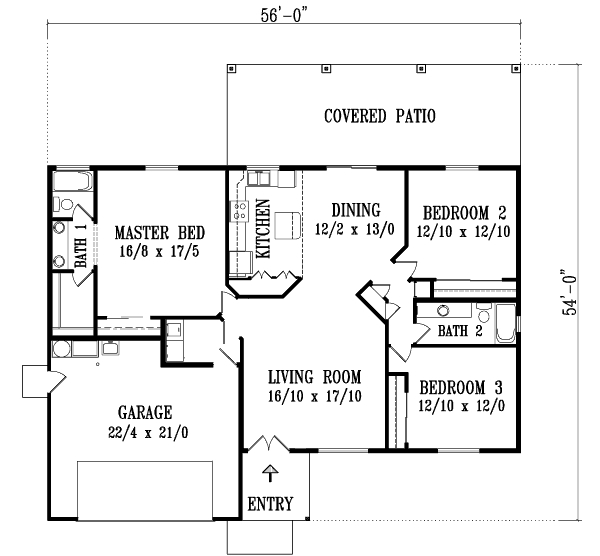 56'-0"
COVERED PATIO
MASTER BED
16/8 x 17/5
BATH 1
KITCHEN
DINING
12/2 x 13/0
BEDROOM 2
12/10 x 12/10
54'-0"
BATH 2
LIVING ROOM
16/10 x 17/10
BEDROOM 3
12/10 x 12/0
GARAGE
22/4 x 21/0
ENTRY